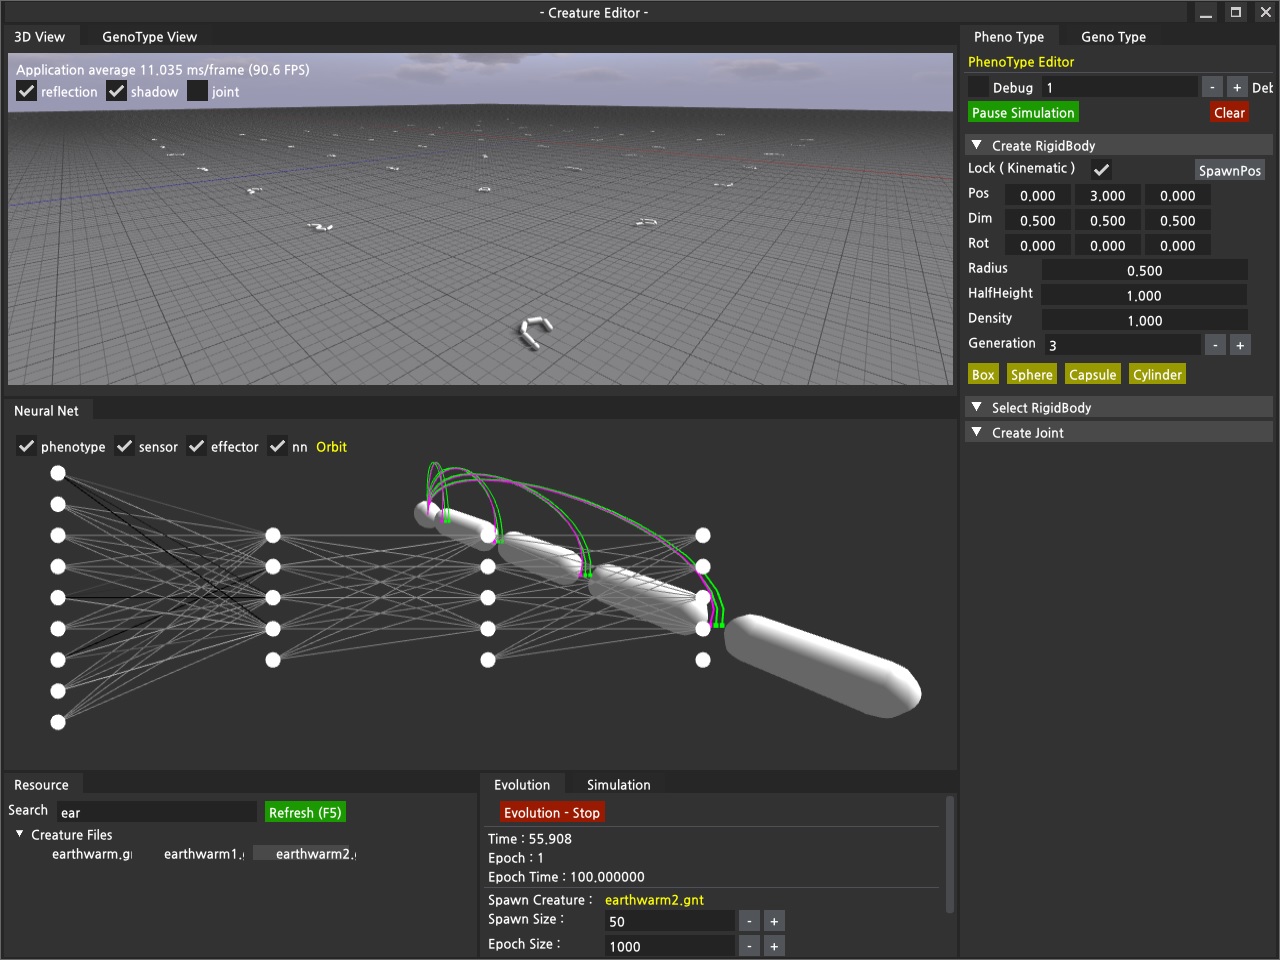 - Creature Editor -
3D View GenoType View
Application average 11.035 ms/frame (90.6 FPS)
reflection shadow joint
Pheno Type Geno Type
PhenoType Editor
Debug 1 - + Det
Pause Simulation Clear
Create RigidBody
Lock ( Kinematic ) SpawnPos
Pos 0.000 3.000 0.000
Dim 0.500 0.500 0.500
Rot 0.000 0.000 0.000
Radius 0.500
HalfHeight 1.000
Density 1.000
Generation 3 - +
Box Sphere Capsule Cylinder
Select RigidBody
Create Joint
Neural Net
phenotype sensor effector nn Orbit
Resource
Search ear Refresh (F5)
Creature Files
earthwarm.gı earthwarm1.ı earthwarm2.ı
Evolution Simulation
Evolution - Stop
Time : 55.908
Epoch : 1
Epoch Time : 100.000000
Spawn Creature : earthwarm2.gnt
Spawn Size : 50 - +
Epoch Size : 1000 - +